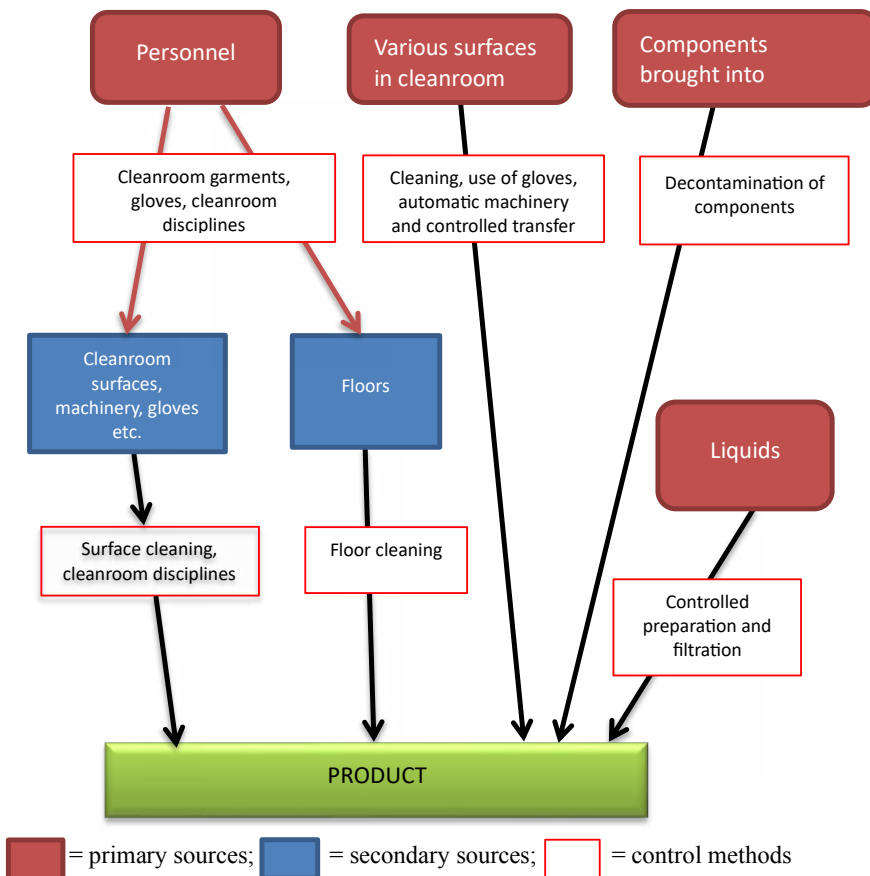 Personnel
Various surfaces
in cleanroom
Components
brought into
Cleanroom garments,
gloves, cleanroom
disciplines
Cleaning, use of gloves,
automatic machinery
and controlled transfer
Decontamination of
components
Cleanroom
surfaces,
machinery, gloves
etc.
Floors
Liquids
Surface cleaning,
cleanroom disciplines
Floor cleaning
Controlled
preparation and
filtration
PRODUCT
= primary sources; = secondary sources; = control methods